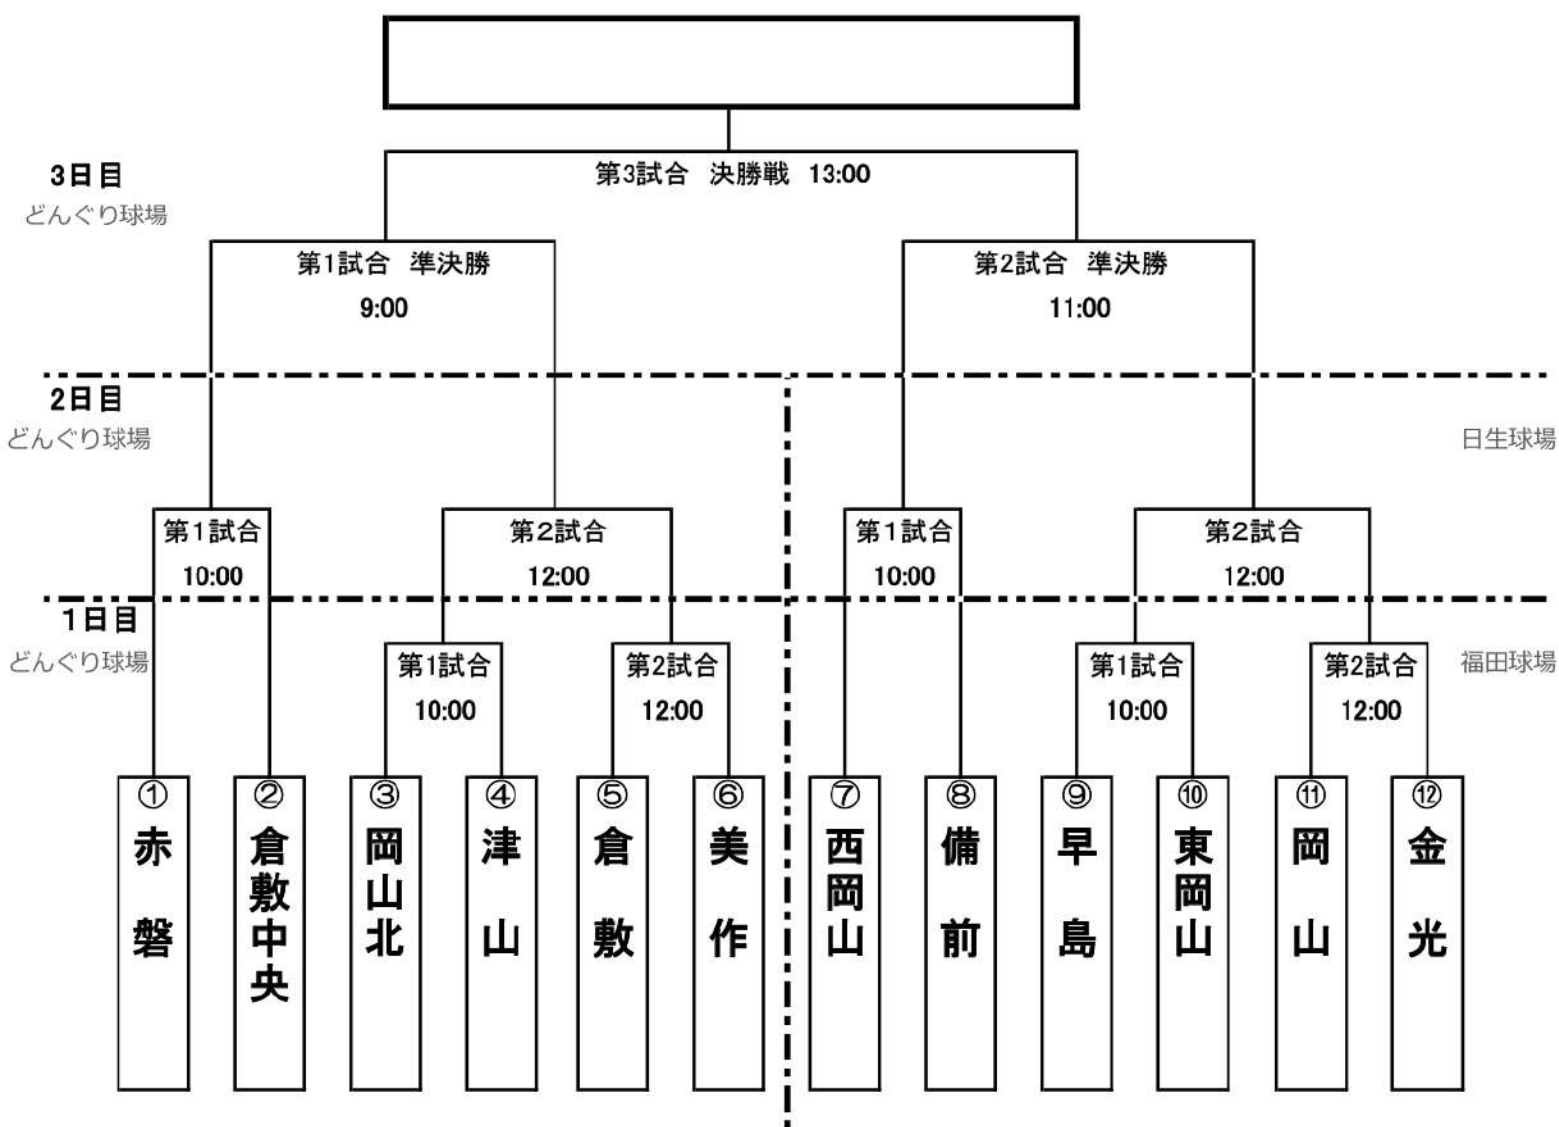 第3試合 決勝戦 13:00
3日目
どんぐり球場
第1試合 準決勝
9:00
第2試合 準決勝
11:00
2日目
どんぐり球場
日生球場
第1試合
10:00
第2試合
12:00
第1試合
10:00
第2試合
12:00
1日目
どんぐり球場
福田球場
第1試合
10:00
第2試合
12:00
第1試合
10:00
第2試合
12:00
①赤磐
②倉敷中央
③岡山北
④津山
⑤倉敷
⑥美作
⑦西岡山
⑧備前
⑨早島
⑩東岡山
⑪岡山
⑫金光